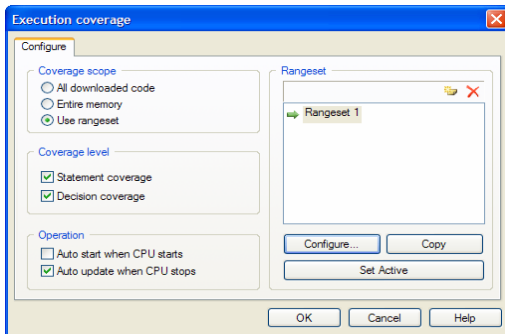 Execution coverage
Configure
Coverage scope
All downloaded code
Entire memory
Use rangeset
Coverage level
Statement coverage
Decision coverage
Operation
Auto start when CPU starts
Auto update when CPU stops
Rangeset
Rangeset 1
Configure... Copy
Set Active
OK Cancel Help